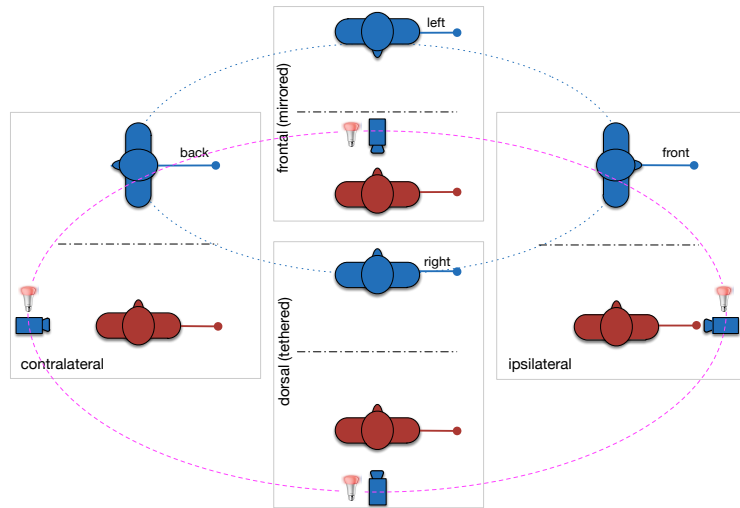 left
frontal (mirrored)
back
front
right
dorsal (tethered)
contralateral
ipsilateral